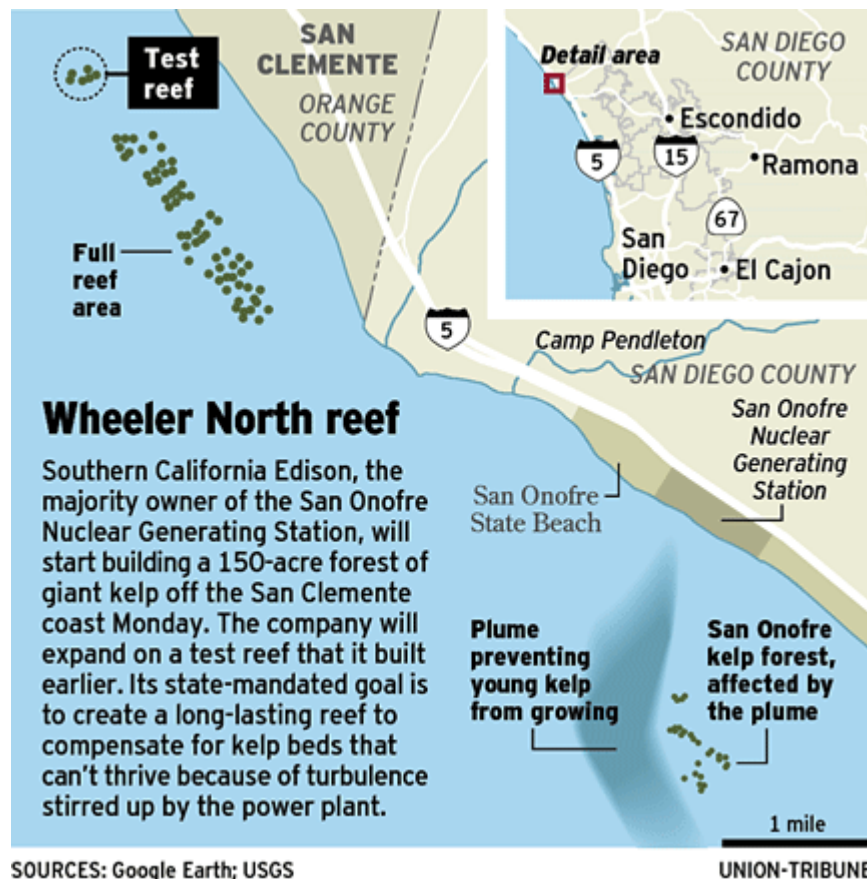 Test
reef
SAN
CLEMENTE
ORANGE
COUNTY
Full
reef
area
5
Detail area
SAN DIEGO
COUNTY
Escondido
5
15
Ramona
67
San
Diego
El Cajon
Camp Pendleton
SAN DIEGO COUNTY
San Onofre
Nuclear
Generating
Station
San Onofre
State Beach
Wheeler North reef
Southern California Edison, the
majority owner of the San Onofre
Nuclear Generating Station, will
start building a 150-acre forest of
giant kelp off the San Clemente
coast Monday. The company will
expand on a test reef that it built
earlier. Its state-mandated goal is
to create a long-lasting reef to
compensate for kelp beds that
can't thrive because of turbulence
stirred up by the power plant.
Plume
preventing
young kelp
from growing
San Onofre
kelp forest,
affected by
the plume
1 mile
SOURCES: Google Earth; USGS
UNION-TRIBUNE